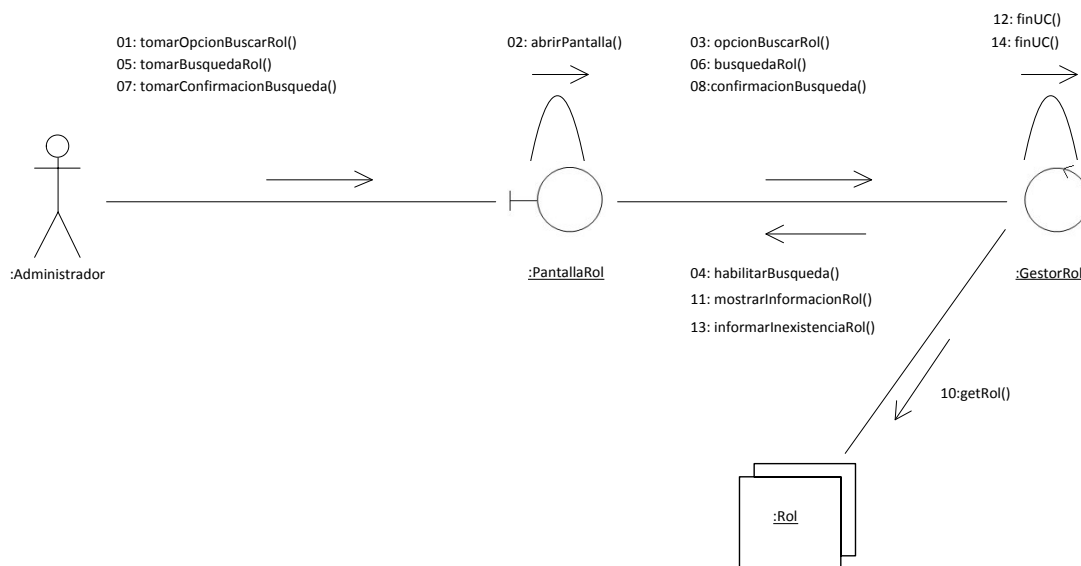 01: tomarOpcionBuscarRol()
05: tomarBusquedaRol()
07: tomarConfirmacionBusqueda()
02: abrirPantalla()
03: opcionBuscarRol()
06: busquedaRol()
08:confirmacionBusqueda()
12: finUC()
14: finUC()
:Administrador
:PantallaRol
04: habilitarBusqueda()
11: mostrarInformacionRol()
13: informarInexistenciaRol()
:GestorRol
10:getRol()
:Rol